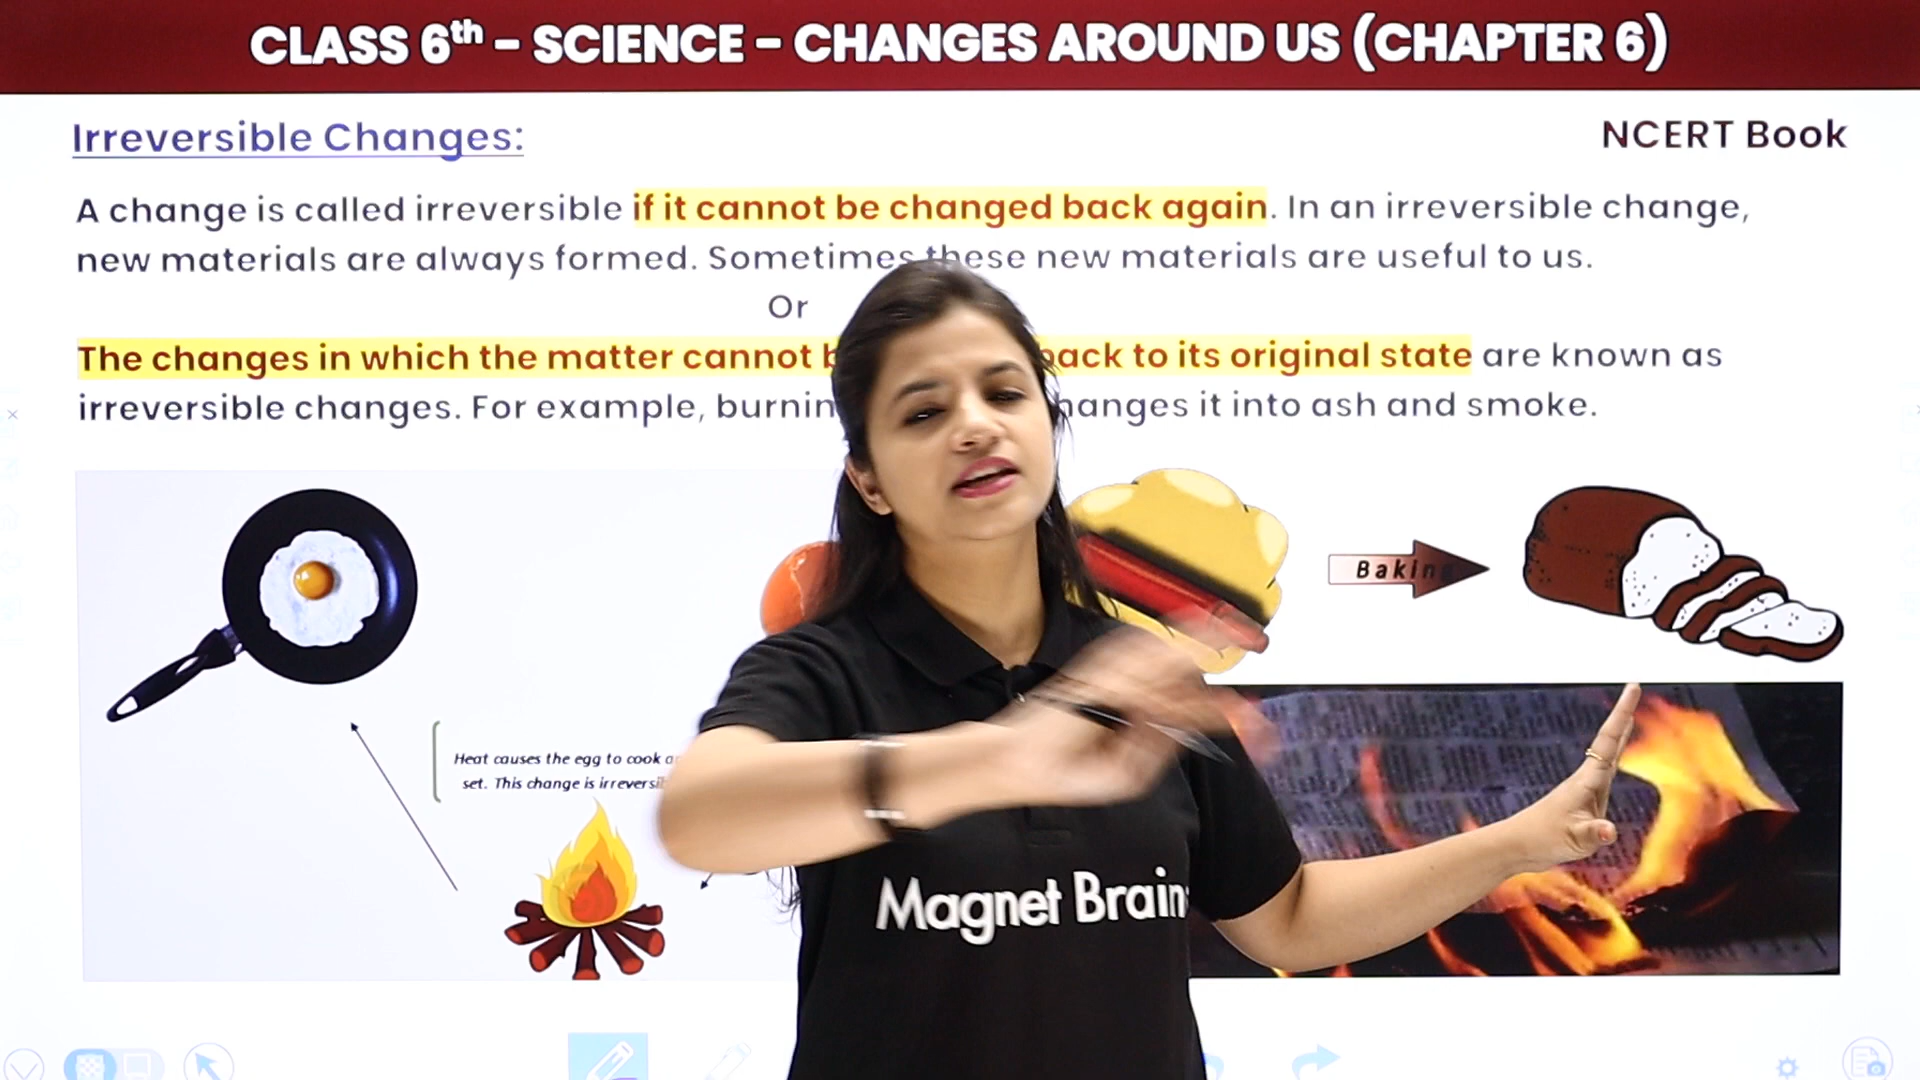 CLASS 6th – SCIENCE – CHANGES AROUND US (CHAPTER 6)
Irreversible Changes:
NCERT Book
A change is called irreversible if it cannot be changed back again. In an irreversible change,
new materials are always formed. Sometimes these new materials are useful to us.
Or
The changes in which the matter cannot back to its original state are known as
irreversible changes. For example, changes it into ash and smoke.
Baking
Heat causes the egg to cook
set. This change is
Magnet Brains